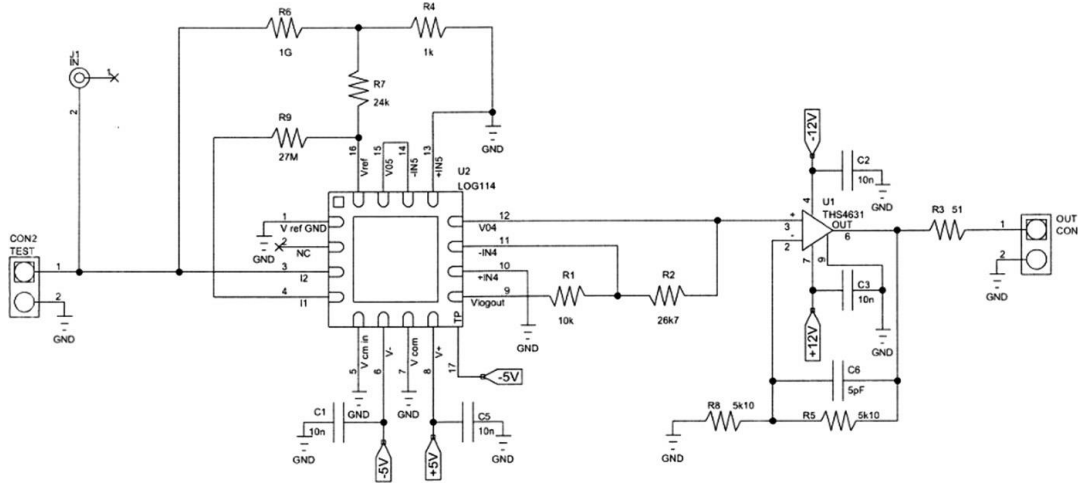 R6
1G
R4
1k
J1
IN
1
2
R7
24k
R9
27M
GND
16
15
14
13
Vref
V05
-IN5
+IN5
U2
LOG114
1
V ref GND
GND
2
NC
3
I2
4
I1
12
V04
11
-IN4
10
+IN4
9
Vlogout
TP
CON2
TEST
1
2
GND
R1
10k
R2
26k7
GND
V cm in
V-
V com
V+
5
6
7
8
17
-5V
GND
GND
C1
10n
GND
C5
10n
GND
-5V
+5V
-12V
C2
10n
GND
4
U1
THS4631
+
3
-
2
OUT
6
7
9
C3
10n
+12V
GND
R3 51
1
2
OUT
CON
GND
C6
5pF
R8 5k10
R5 5k10
GND